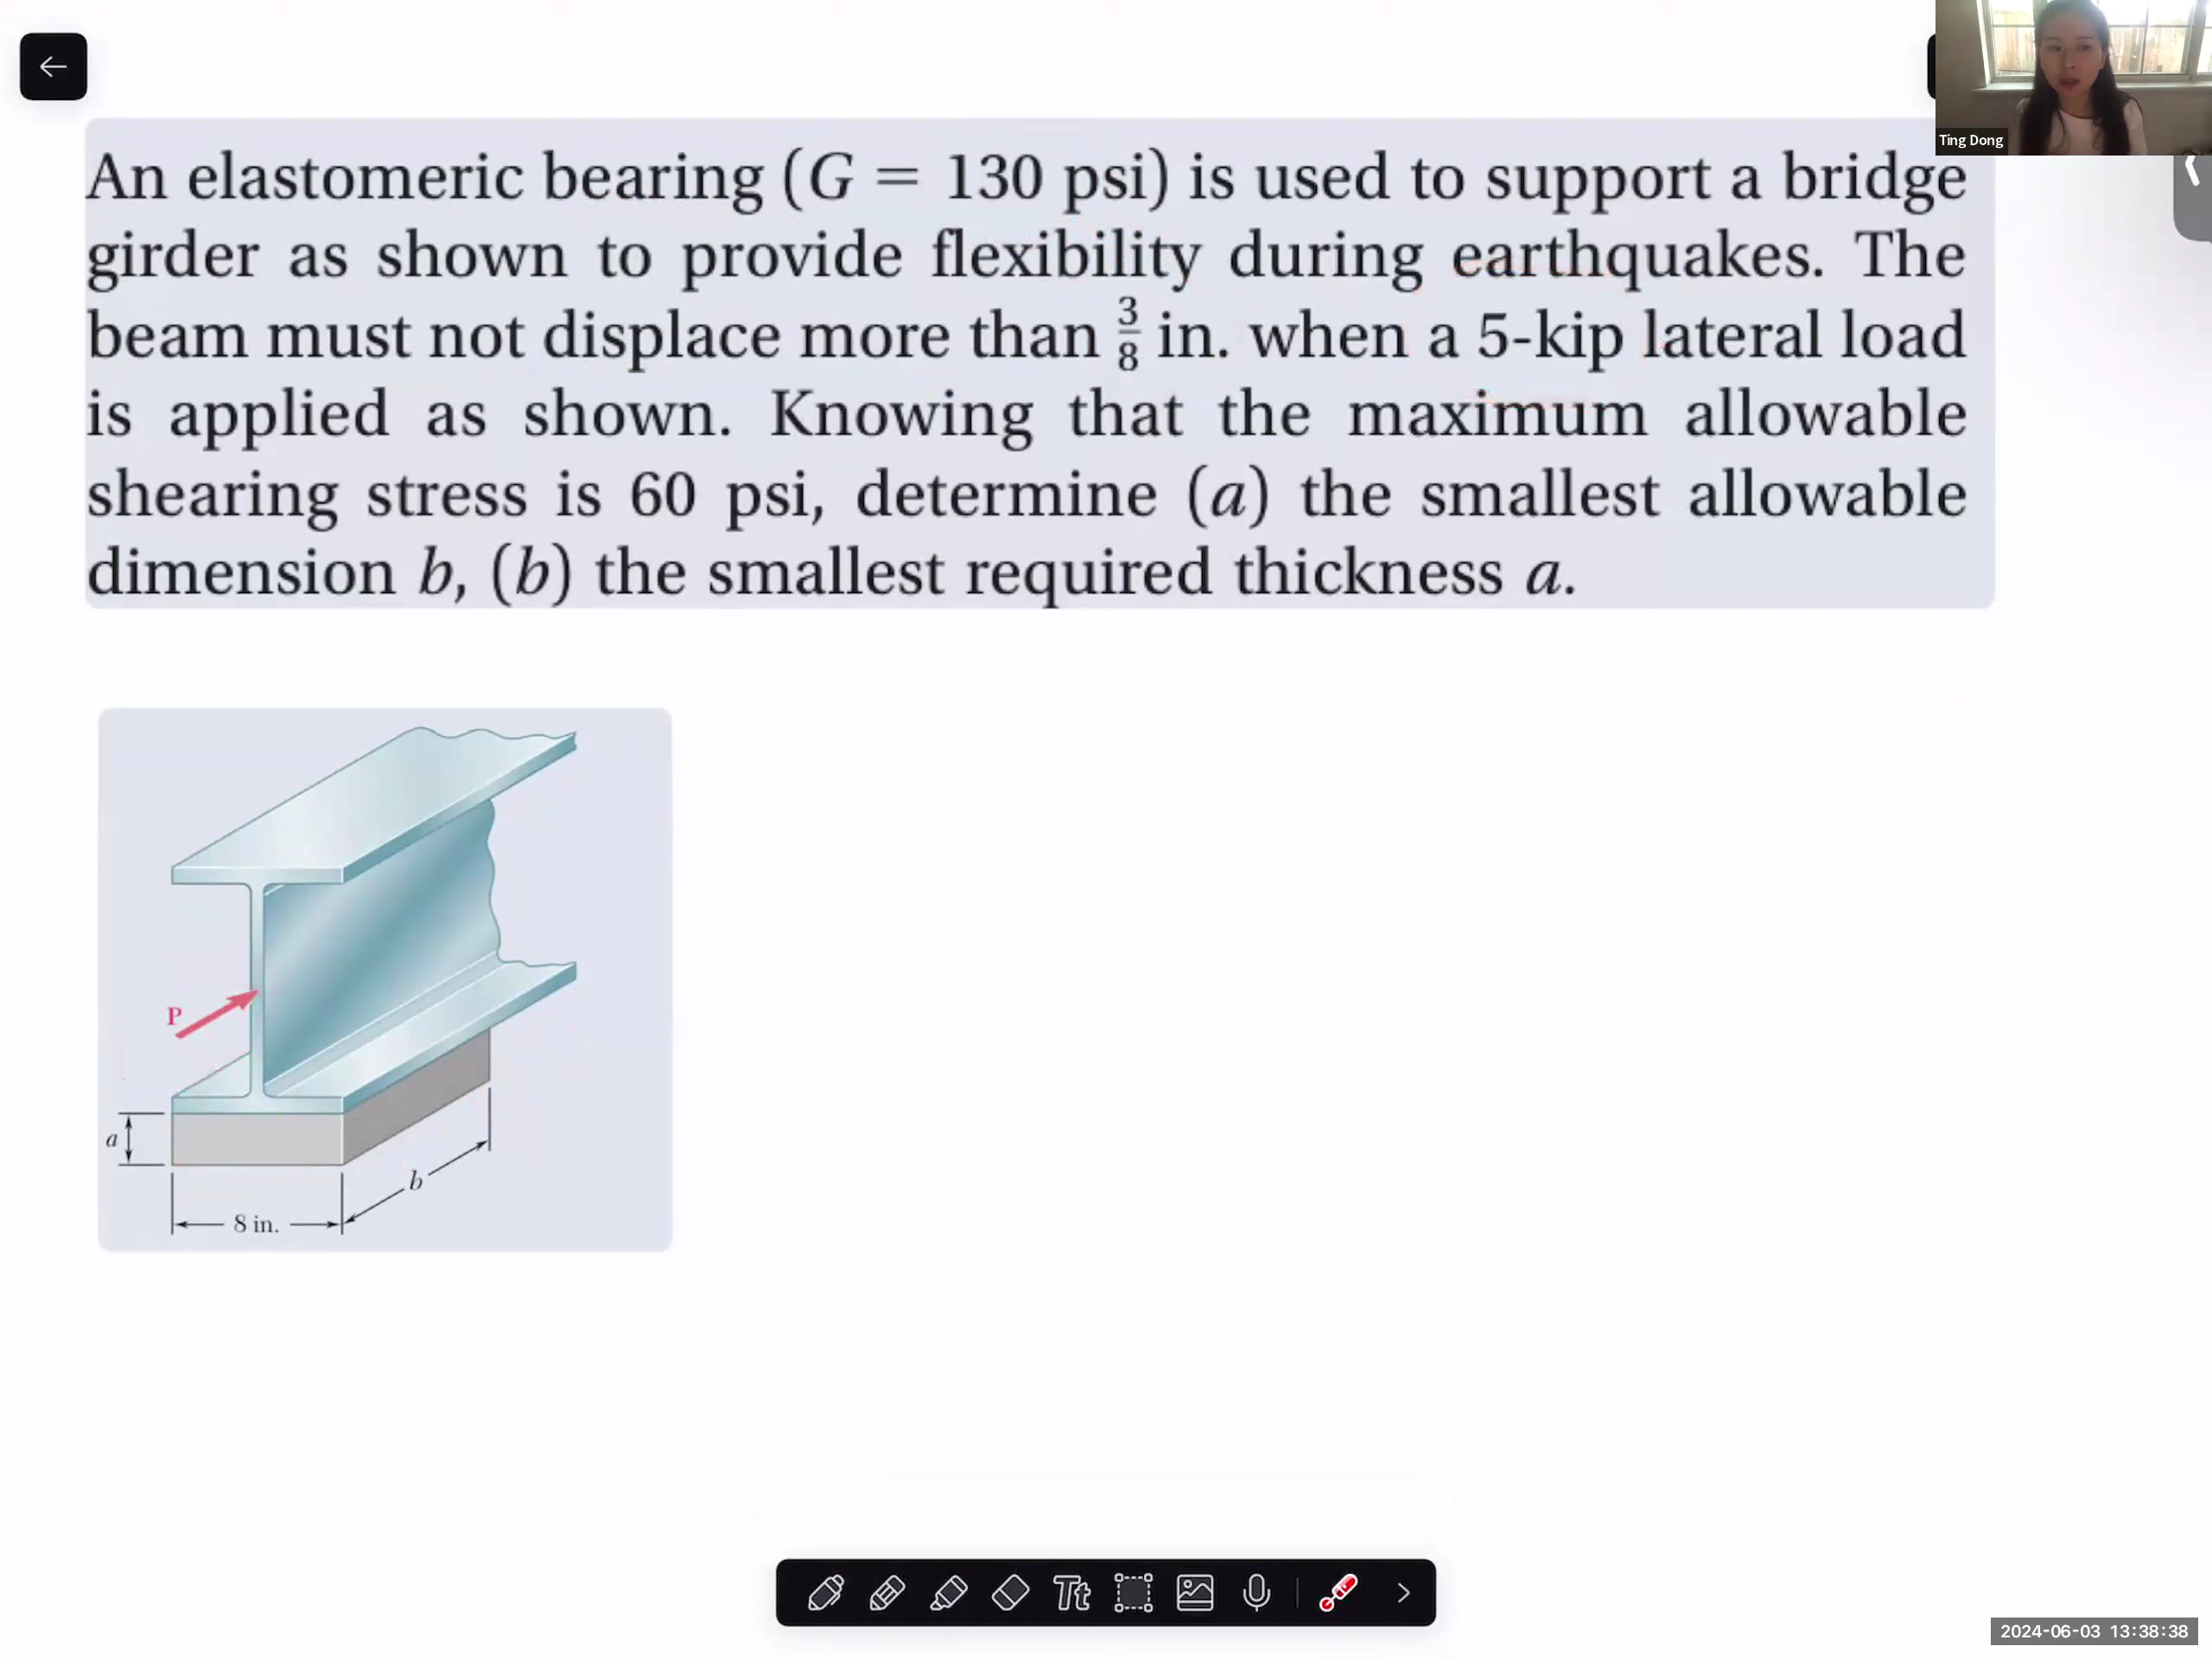 Ting Dong
An elastomeric bearing (G = 130 psi) is used to support a bridge
girder as shown to provide flexibility during earthquakes. The
beam must not displace more than 3/8 in. when a 5-kip lateral load
is applied as shown. Knowing that the maximum allowable
shearing stress is 60 psi, determine (a) the smallest allowable
dimension b, (b) the smallest required thickness a.
P
a
b
8 in.
Tt
2024-06-03 13:38:38